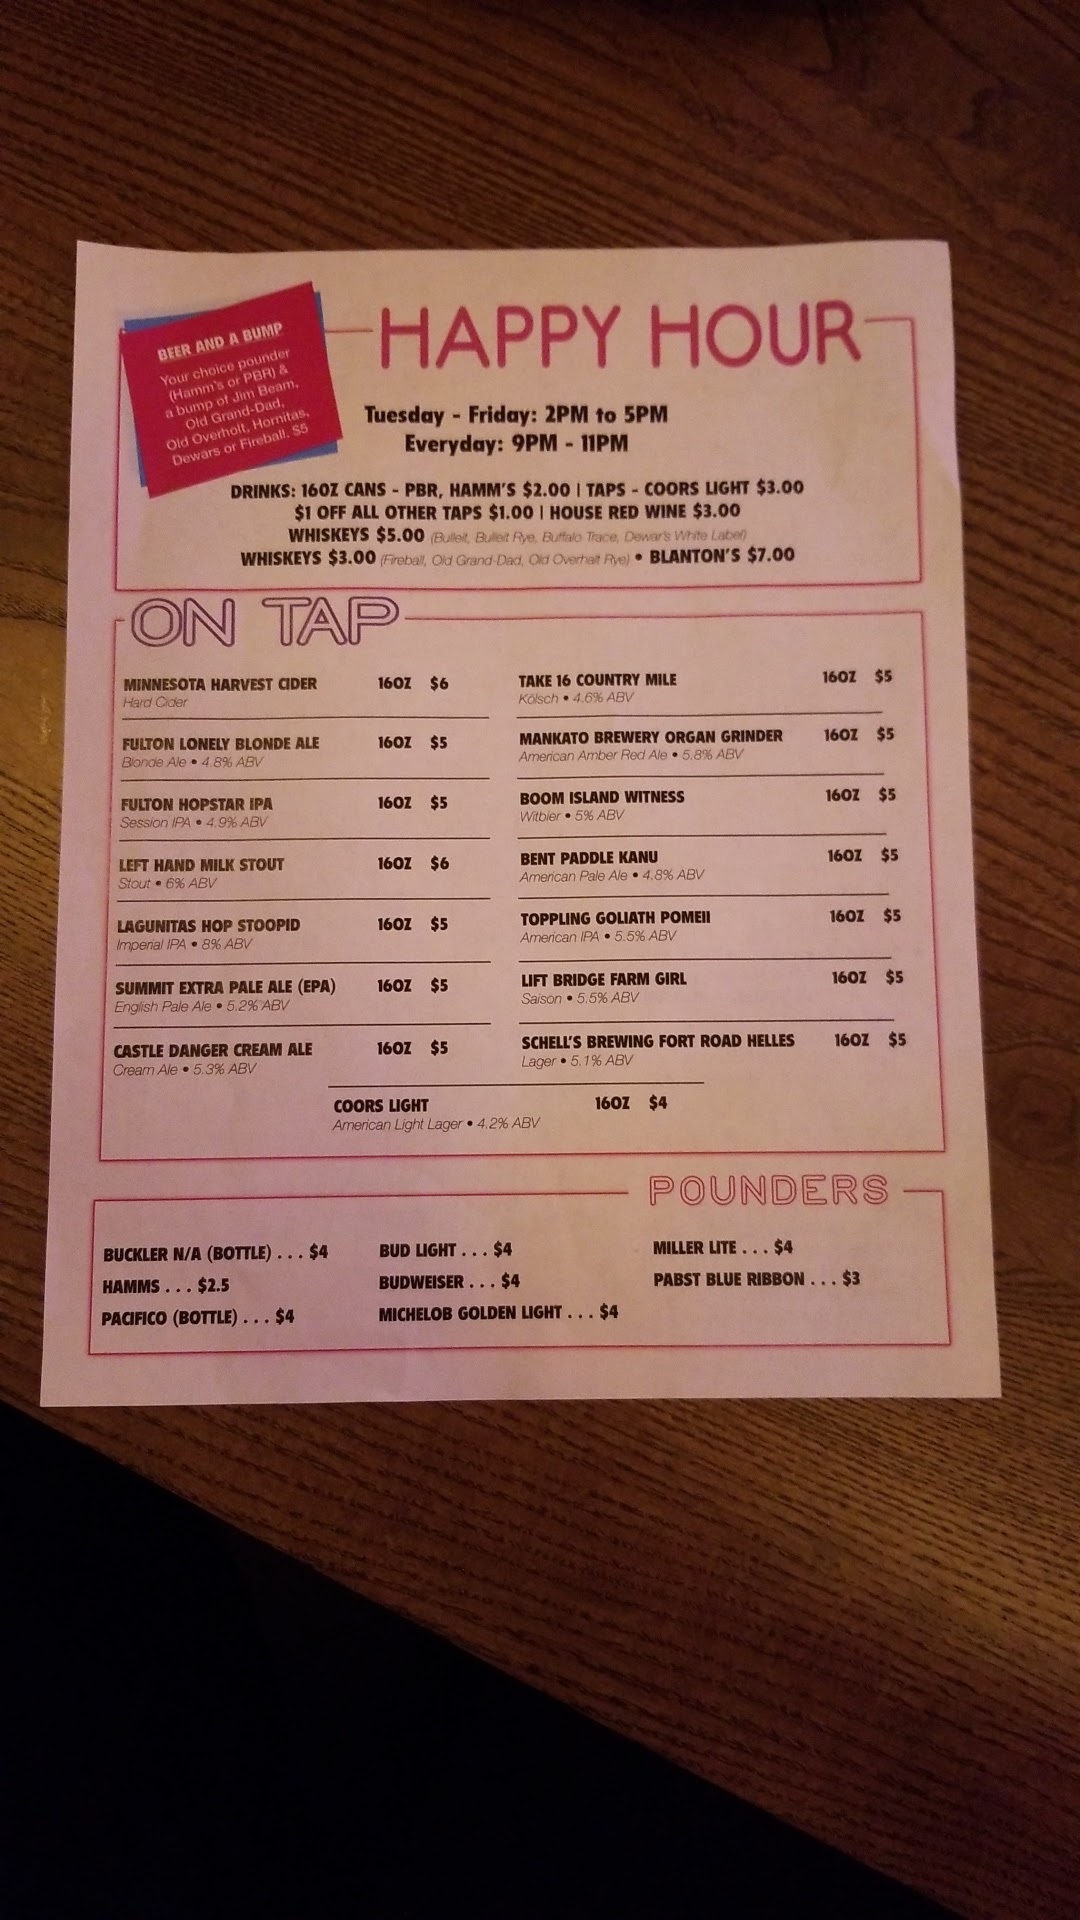 BEER AND A BUMP
Your choice pounder
(Hamm's or PBR) &
a bump of Jim Beam,
Old Grand-Dad,
Old Overholt, Hornitas,
Dewars or Fireball. $5
HAPPY HOUR
Tuesday - Friday: 2PM to 5PM
Everyday: 9PM - 11PM
DRINKS: 16OZ CANS - PBR, HAMM'S $2.00 | TAPS - COORS LIGHT $3.00
$1 OFF ALL OTHER TAPS $1.00 | HOUSE RED WINE $3.00
WHISKEYS $5.00 (Bulleit, Bulleit Rye, Buffalo Trace, Dewar's White Label)
WHISKEYS $3.00 (Fireball, Old Grand-Dad, Old Overhalt Rye) • BLANTON'S $7.00
ON TAP
MINNESOTA HARVEST CIDER 16OZ $6
Hard Cider
FULTON LONELY BLONDE ALE 16OZ $5
Blonde Ale • 4.8% ABV
FULTON HOPSTAR IPA 16OZ $5
Session IPA • 4.9% ABV
LEFT HAND MILK STOUT 16OZ $6
Stout • 6% ABV
LAGUNITAS HOP STOOPID 16OZ $5
Imperial IPA • 8% ABV
SUMMIT EXTRA PALE ALE (EPA) 16OZ $5
English Pale Ale • 5.2% ABV
CASTLE DANGER CREAM ALE 16OZ $5
Cream Ale • 5.3% ABV
TAKE 16 COUNTRY MILE 16OZ $5
Kölsch • 4.6% ABV
MANKATO BREWERY ORGAN GRINDER 16OZ $5
American Amber Red Ale • 5.8% ABV
BOOM ISLAND WITNESS 16OZ $5
Witbier • 5% ABV
BENT PADDLE KANU 16OZ $5
American Pale Ale • 4.8% ABV
TOPPLING GOLIATH POMEII 16OZ $5
American IPA • 5.5% ABV
LIFT BRIDGE FARM GIRL 16OZ $5
Saison • 5.5% ABV
SCHELL'S BREWING FORT ROAD HELLES 16OZ $5
Lager • 5.1% ABV
COORS LIGHT 16OZ $4
American Light Lager • 4.2% ABV
POUNDERS
BUCKLER N/A (BOTTLE) . . . $4
HAMMS . . . $2.5
PACIFICO (BOTTLE) . . . $4
BUD LIGHT . . . $4
BUDWEISER . . . $4
MICHELOB GOLDEN LIGHT . . . $4
MILLER LITE . . . $4
PABST BLUE RIBBON . . . $3